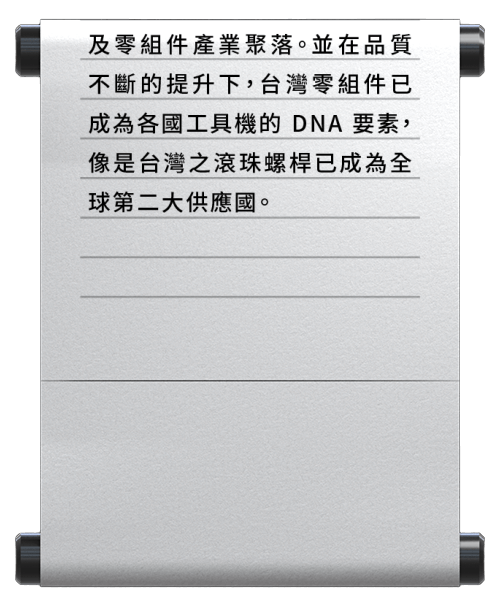 及零組件產業聚落。並在品質
不斷的提升下，台灣零組件已
成為各國工具機的 DNA 要素，
像是台灣之滾珠螺桿已成為全
球第二大供應國。